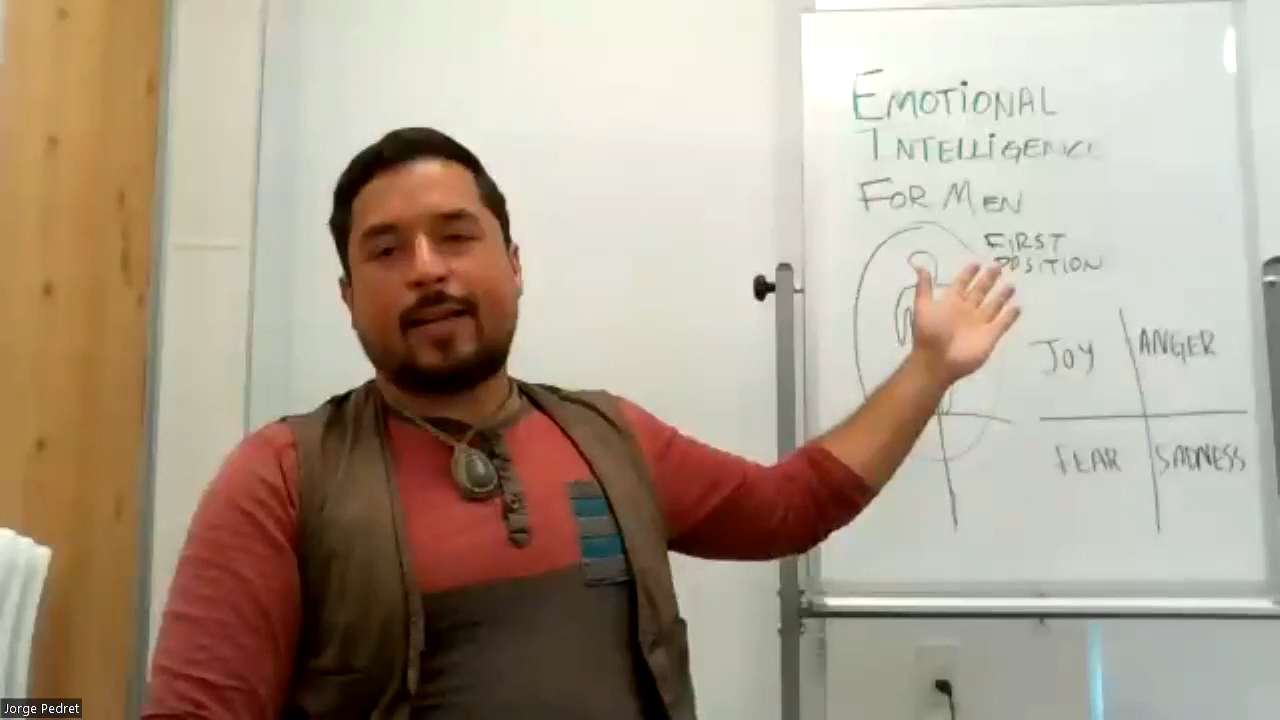 EMOTIONAL
INTELLIGENCE
FOR MEN
FIRST
POSITION
JOY
ANGER
FEAR
SADNESS
Jorge Pedret